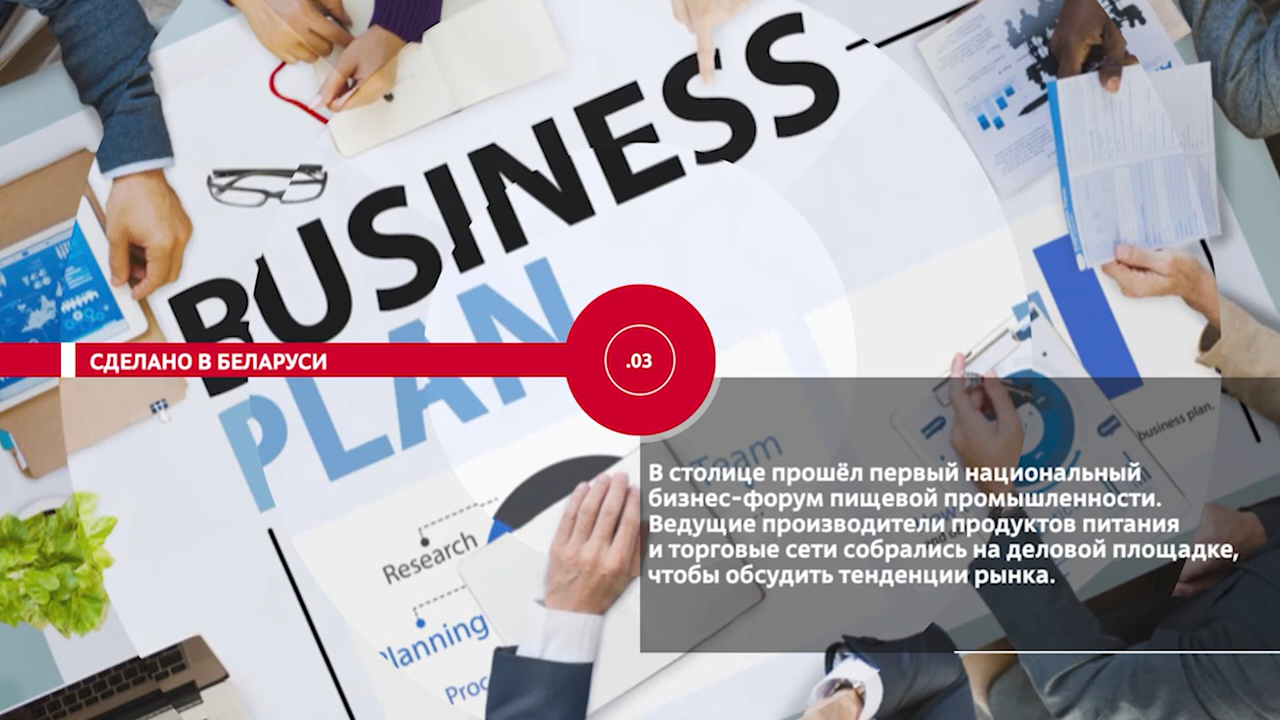 BUSINESS
PLAN
СДЕЛАНО В БЕЛАРУСИ
.03
business plan.
Team
В столице прошёл первый национальный
бизнес-форум пищевой промышленности.
Ведущие производители продуктов питания
и торговые сети собрались на деловой площадке,
чтобы обсудить тенденции рынка.
Research
Planning
Proc